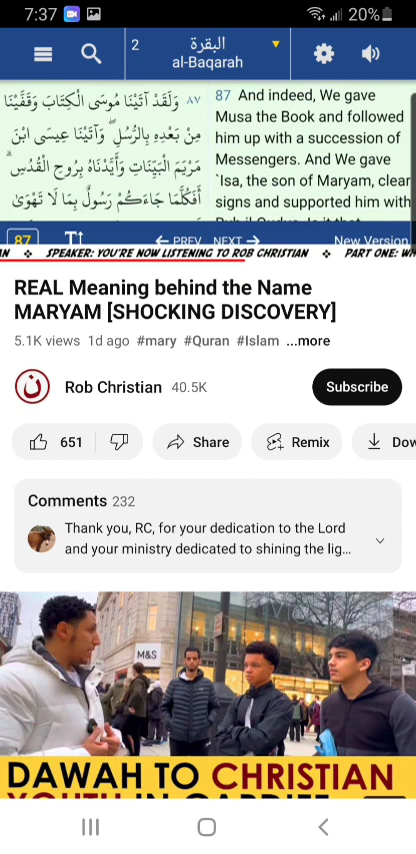 7:37
20%
2
البقرة
al-Baqarah
٨٧ وَلَقَدْ آتَيْنَا مُوسَى الْكِتَابَ وَقَفَّيْنَا
مِنْ بَعْدِهِ بِالرُّسُلِ ۖ وَآتَيْنَا عِيسَى ابْنَ
مَرْيَمَ الْبَيِّنَاتِ وَأَيَّدْنَاهُ بِرُوحِ الْقُدُسِ ۗ
أَفَكُلَّمَا جَاءَكُمْ رَسُولٌ بِمَا لَا تَهْوَىٰ
87 And indeed, We gave
Musa the Book and followed
him up with a succession of
Messengers. And We gave
`Isa, the son of Maryam, clear
signs and supported him with
87
← PREV NEXT →
New Version
SPEAKER: YOU'RE NOW LISTENING TO ROB CHRISTIAN ❖ PART ONE:
REAL Meaning behind the Name
MARYAM [SHOCKING DISCOVERY]
5.1K views 1d ago #mary #Quran #Islam ...more
ن
Rob Christian 40.5K
Subscribe
651
Share
Remix
Dow
Comments 232
Thank you, RC, for your dedication to the Lord
and your ministry dedicated to shining the lig...
M&S
DAWAH TO CHRISTIAN